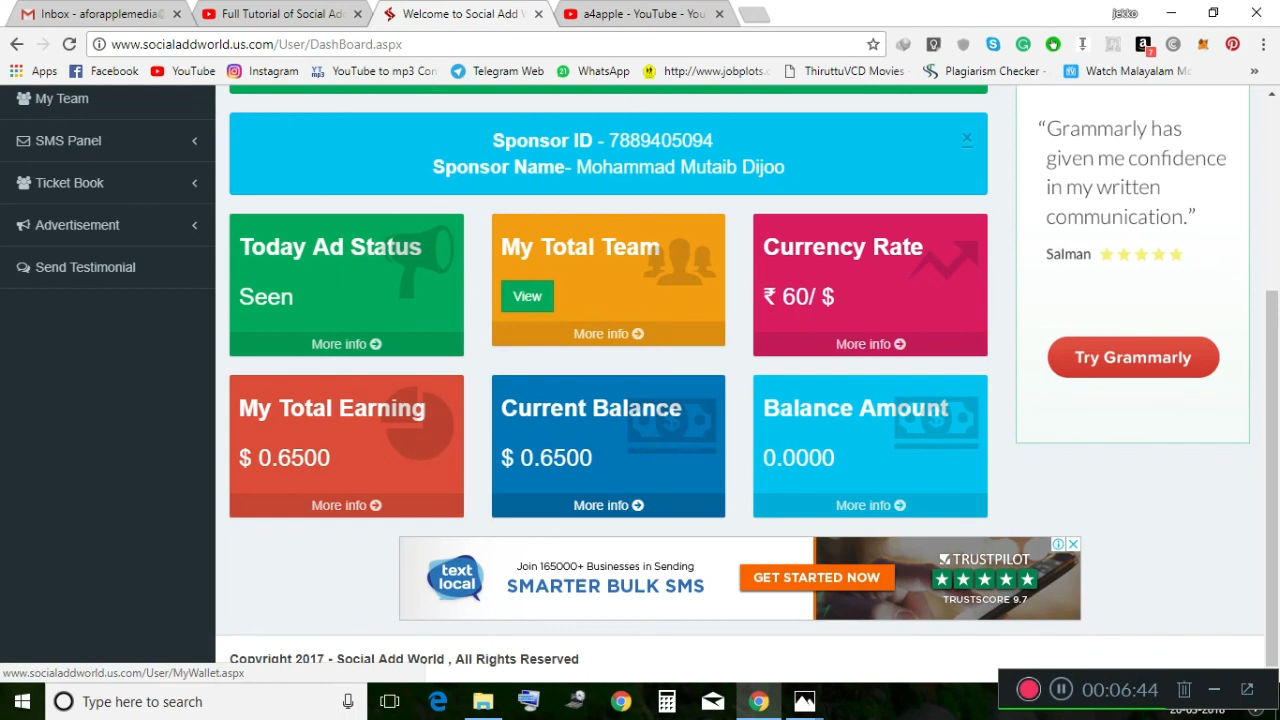 Inbox - aforapplemedia@
Full Tutorial of Social Ad
Welcome to Social Add W
a4apple - YouTube - You
jekko
www.socialaddworld.us.com/User/DashBoard.aspx
7
Apps
Facebook
YouTube
Instagram
YouTube to mp3 Con
Telegram Web
21
WhatsApp
http://www.jobplots.c
ThiruttuVCD Movies -
Plagiarism Checker -
Watch Malayalam Mo
»
My Team
SMS Panel
Ticket Book
Advertisement
Send Testimonial
Sponsor ID - 7889405094
Sponsor Name- Mohammad Mutaib Dijoo
Today Ad Status
Seen
More info
My Total Team
View
More info
Currency Rate
₹ 60/ $
More info
My Total Earning
$ 0.6500
More info
Current Balance
$ 0.6500
More info
Balance Amount
0.0000
More info
“Grammarly has
given me confidence
in my written
communication.”
Salman
Try Grammarly
text
local
Join 165000+ Businesses in Sending
SMARTER BULK SMS
GET STARTED NOW
TRUSTPILOT
TRUSTSCORE 9.7
Copyright 2017 - Social Add World , All Rights Reserved
www.socialaddworld.us.com/User/MyWallet.aspx
Type here to search
00:06:44